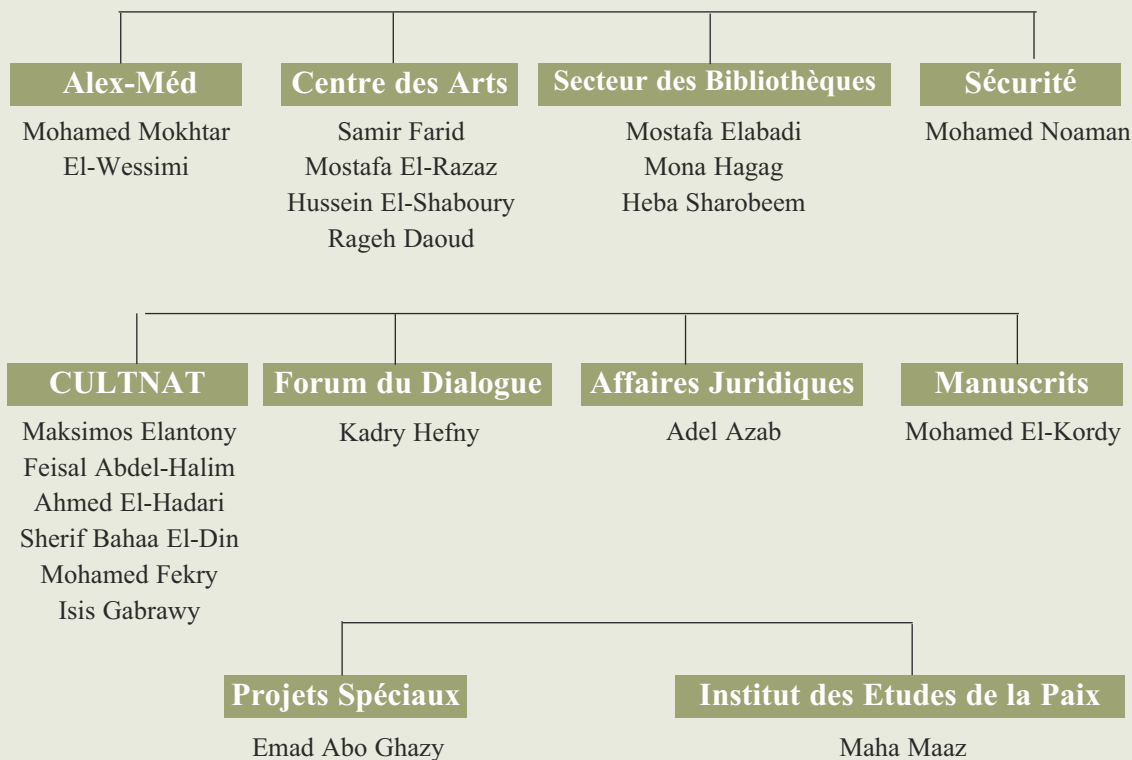 Alex-Méd
Mohamed Mokhtar
El-Wessimi
Centre des Arts
Samir Farid
Mostafa El-Razaz
Hussein El-Shaboury
Rageh Daoud
Secteur des Bibliothèques
Mostafa Elabadi
Mona Hagag
Heba Sharobeem
Sécurité
Mohamed Noaman
CULTNAT
Maksimos Elantony
Feisal Abdel-Halim
Ahmed El-Hadari
Sherif Bahaa El-Din
Mohamed Fekry
Isis Gabrawy
Forum du Dialogue
Kadry Hefny
Affaires Juridiques
Adel Azab
Manuscrits
Mohamed El-Kordy
Projets Spéciaux
Emad Abo Ghazy
Institut des Etudes de la Paix
Maha Maaz